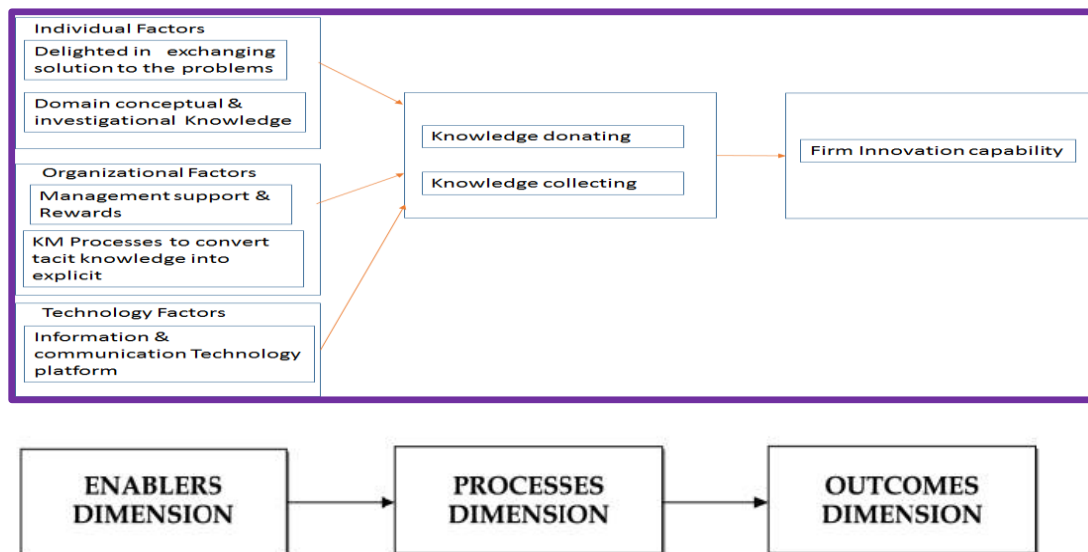 Individual Factors
Delighted in exchanging
solution to the problems
Domain conceptual &
investigational Knowledge
Organizational Factors
Management support &
Rewards
KM Processes to convert
tacit knowledge into
explicit
Technology Factors
Information &
communication Technology
platform
Knowledge donating
Knowledge collecting
Firm Innovation capability
ENABLERS
DIMENSION
PROCESSES
DIMENSION
OUTCOMES
DIMENSION